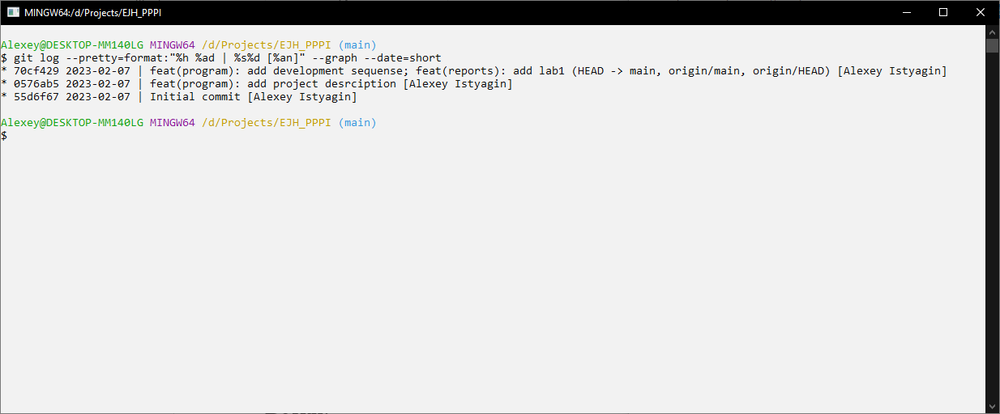 MINGW64:/d/Projects/EJH_PPPI
Alexey@DESKTOP-MM140LG MINGW64 /d/Projects/EJH_PPPI (main)
$ git log --pretty=format:"%h %ad | %s%d [%an]" --graph --date=short
* 70cf429 2023-02-07 | feat(program): add development sequense; feat(reports): add lab1 (HEAD -> main, origin/main, origin/HEAD) [Alexey Istyagin]
* 0576ab5 2023-02-07 | feat(program): add project desrciption [Alexey Istyagin]
* 55d6f67 2023-02-07 | Initial commit [Alexey Istyagin]
Alexey@DESKTOP-MM140LG MINGW64 /d/Projects/EJH_PPPI (main)
$